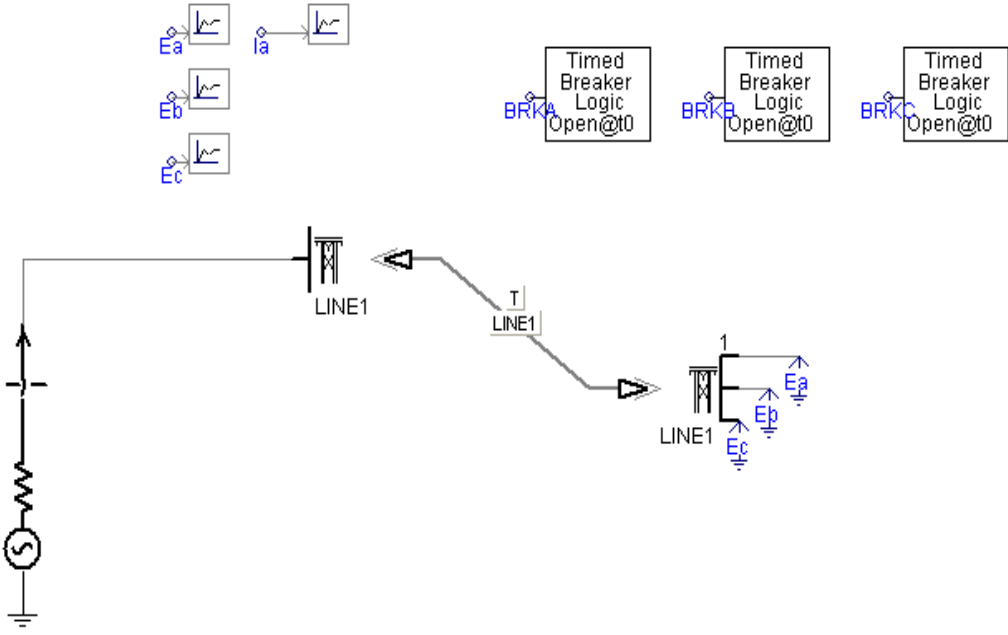 Ea
Ia
Eb
Ec
BRKA
Timed
Breaker
Logic
Open@t0
BRKB
Timed
Breaker
Logic
Open@t0
BRKC
Timed
Breaker
Logic
Open@t0
LINE1
T
LINE1
1
LINE1
Ea
Eb
Ec